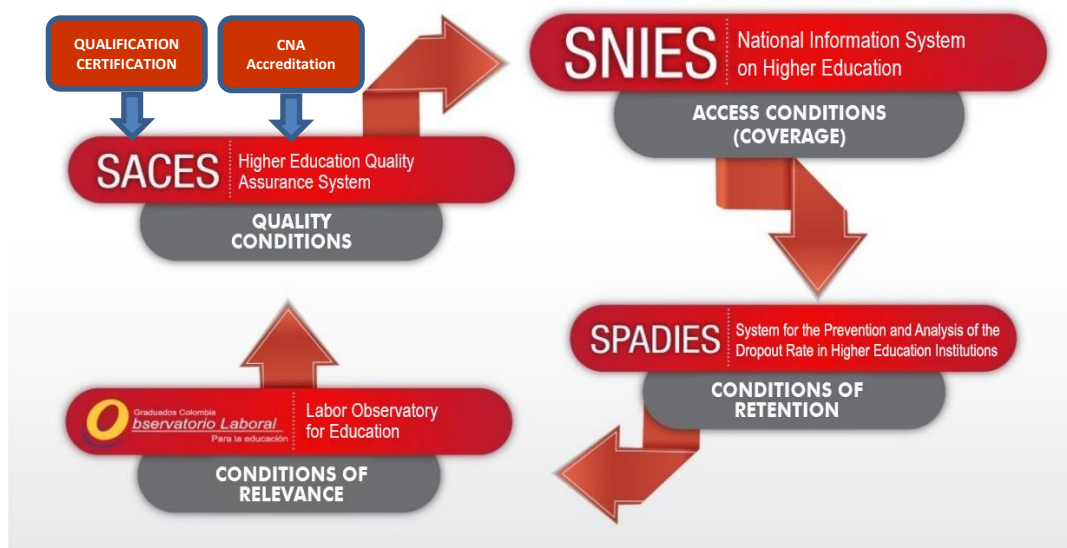 QUALIFICATION
CERTIFICATION
CNA
Accreditation
SACES
Higher Education Quality
Assurance System
QUALITY
CONDITIONS
SNIES
National Information System
on Higher Education
ACCESS CONDITIONS
(COVERAGE)
SPADIES
System for the Prevention and Analysis of the
Dropout Rate in Higher Education Institutions
CONDITIONS OF
RETENTION
Graduados Colombia
Observatorio Laboral
Para la educación
Labor Observatory
for Education
CONDITIONS OF
RELEVANCE